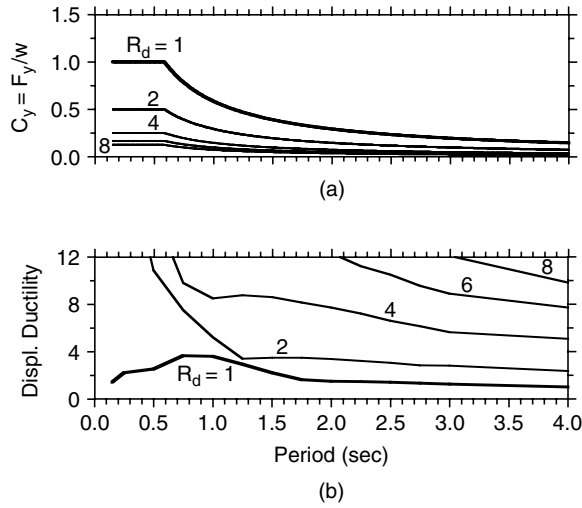 1.5
1.0
0.5
0.0
C_y = F_y/w
R_d = 1
2
4
8
(a)
12
8
4
0
Displ. Ductility
8
6
4
2
R_d = 1
0.0 0.5 1.0 1.5 2.0 2.5 3.0 3.5 4.0
Period (sec)
(b)